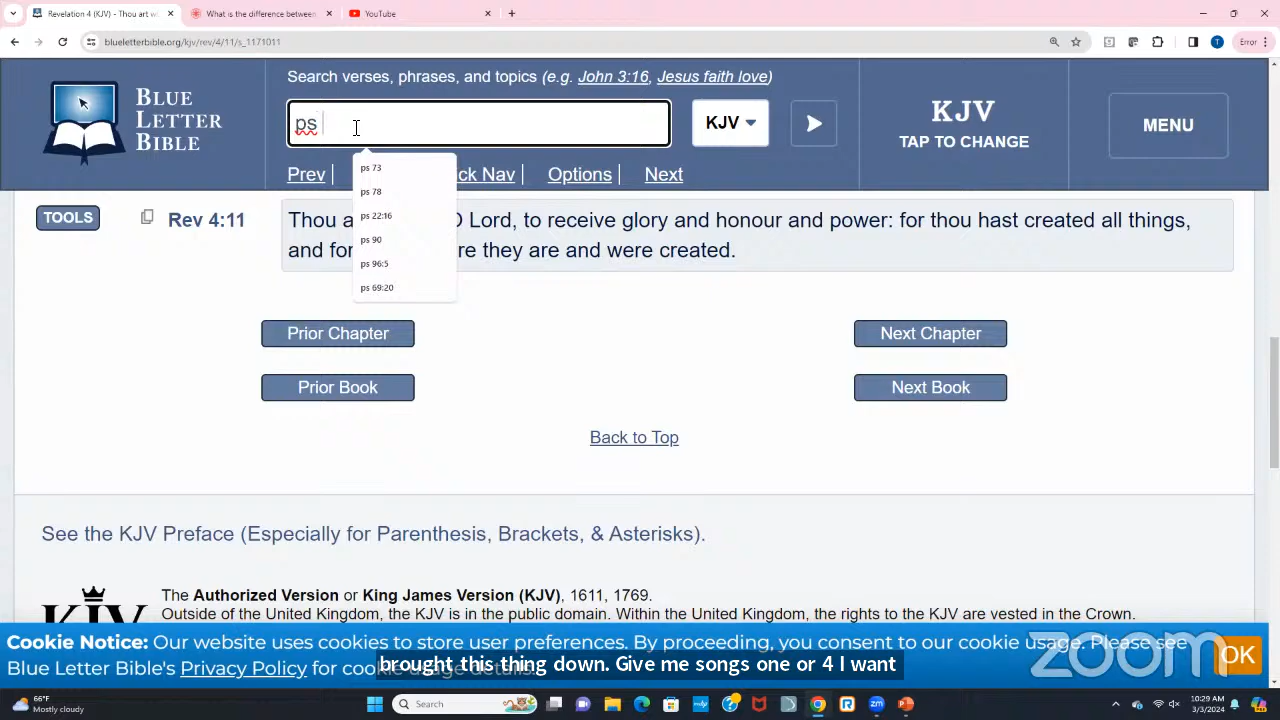 Revelation 4 (KJV) - Thou art w
What is the difference between
YouTube
blueletterbible.org/kjv/rev/4/11/s_1171011
Error
BLUE
LETTER
BIBLE
Search verses, phrases, and topics (e.g. John 3:16, Jesus faith love)
ps
KJV
KJV
TAP TO CHANGE
MENU
Prev
ck Nav
Options
Next
ps 73
ps 78
ps 22:16
ps 90
ps 96:5
ps 69:20
TOOLS
Rev 4:11
Thou a O Lord, to receive glory and honour and power: for thou hast created all things,
and for re they are and were created.
Prior Chapter
Next Chapter
Prior Book
Next Book
Back to Top
See the KJV Preface (Especially for Parenthesis, Brackets, & Asterisks).
KJV
The Authorized Version or King James Version (KJV), 1611, 1769.
Outside of the United Kingdom, the KJV is in the public domain. Within the United Kingdom, the rights to the KJV are vested in the Crown.
Cookie Notice: Our website uses cookies to store user preferences. By proceeding, you consent to our cookie usage. Please see
Blue Letter Bible's Privacy Policy for cookie usage details.
OK
zoom
brought this thing down. Give me songs one or 4 I want
66°F
Mostly cloudy
Search
10:29 AM
3/3/2024